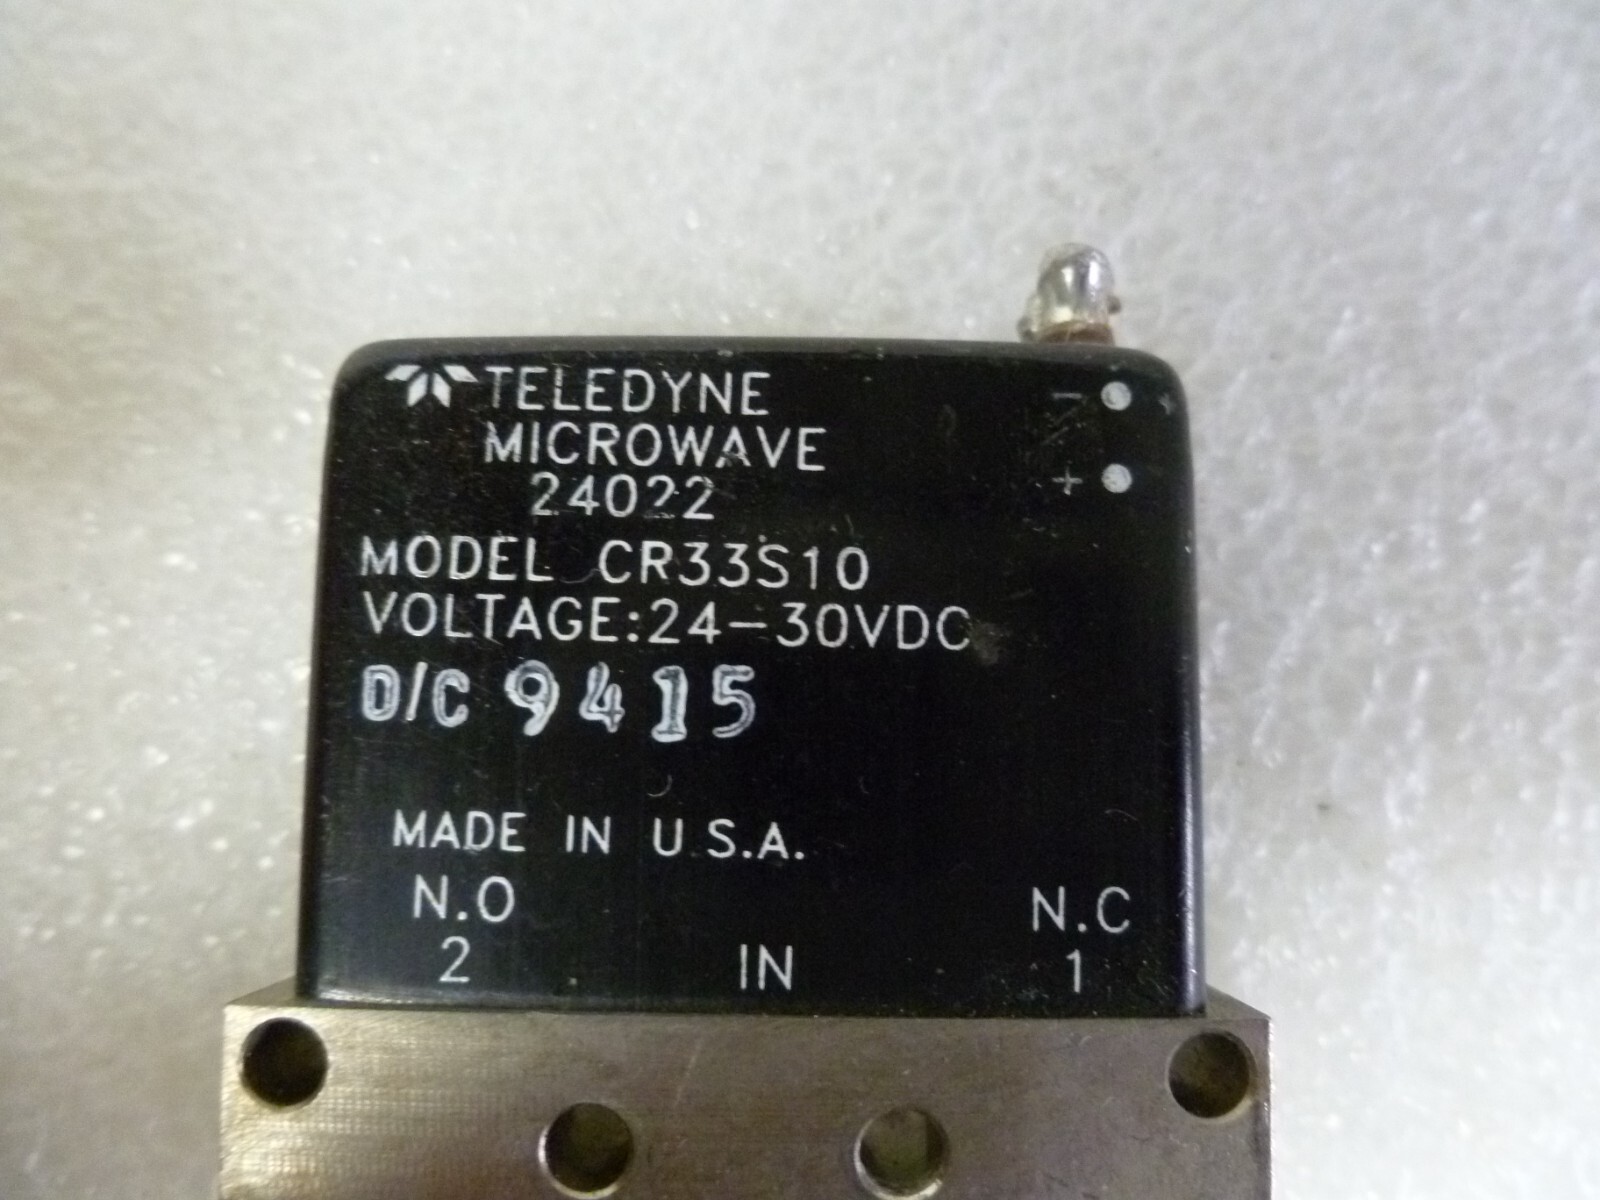 TELEDYNE
MICROWAVE
24022
MODEL CR33S10
VOLTAGE:24-30VDC
D/C 9415
MADE IN U.S.A.
N.O IN N.C
2 1
-
+